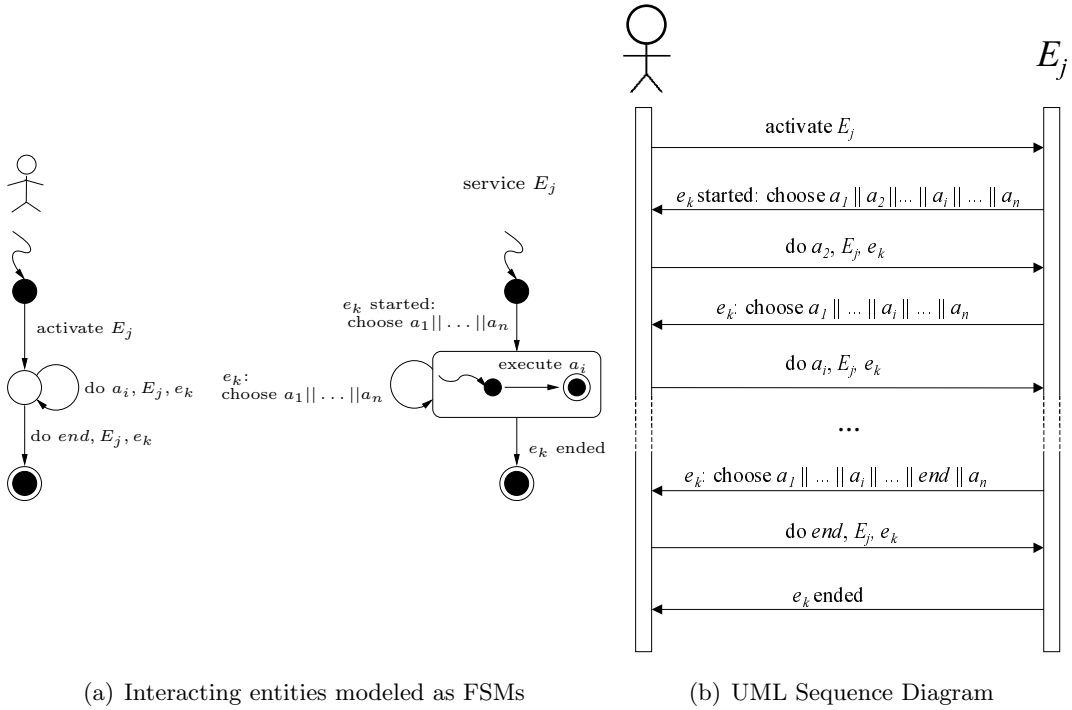 service E_j
activate E_j
do a_i, E_j, e_k
do end, E_j, e_k
e_k started:
choose a_1|| . . . ||a_n
execute a_i
e_k:
choose a_1|| . . . ||a_n
e_k ended
(a) Interacting entities modeled as FSMs
E_j
activate E_j
e_k started: choose a_1 || a_2 ||... || a_i || ... || a_n
do a_2, E_j, e_k
e_k: choose a_1 || ... || a_i || ... || a_n
do a_i, E_j, e_k
...
e_k: choose a_1 || ... || a_i || ... || end || a_n
do end, E_j, e_k
e_k ended
(b) UML Sequence Diagram